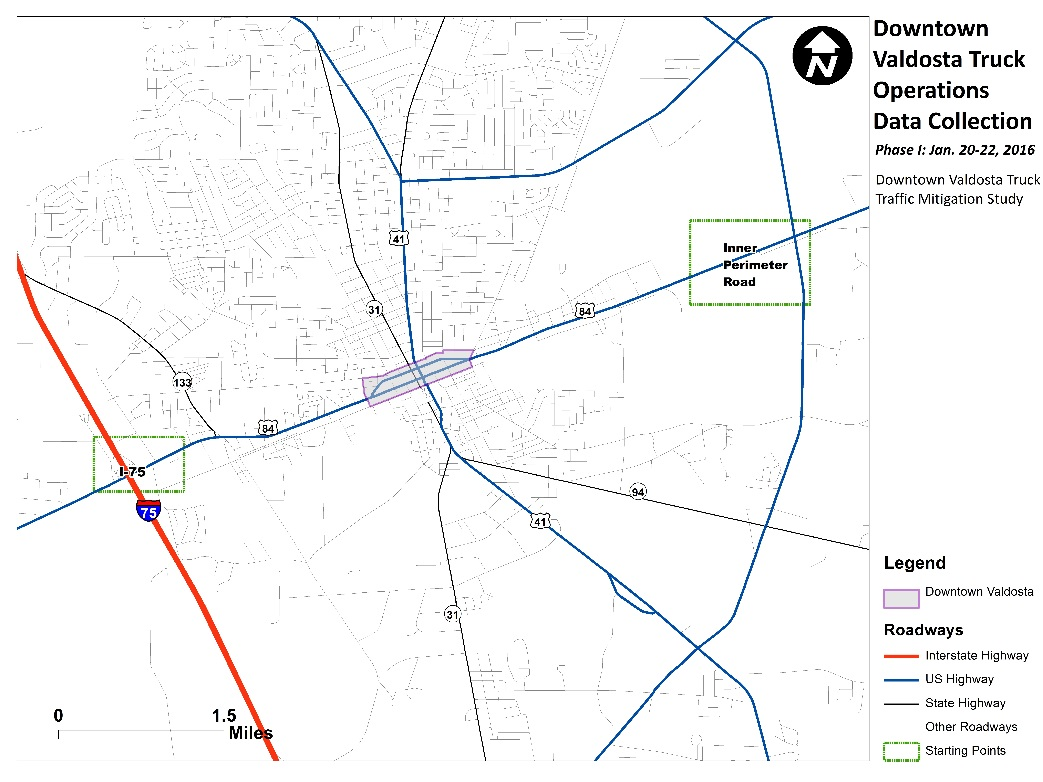 Downtown
Valdosta Truck
Operations
Data Collection
Phase I: Jan. 20-22, 2016
Downtown Valdosta Truck
Traffic Mitigation Study
N
41
Inner
Perimeter
Road
31
84
133
84
I-75
75
94
41
31
0
1.5
Miles
Legend
Downtown Valdosta
Roadways
Interstate Highway
US Highway
State Highway
Other Roadways
Starting Points